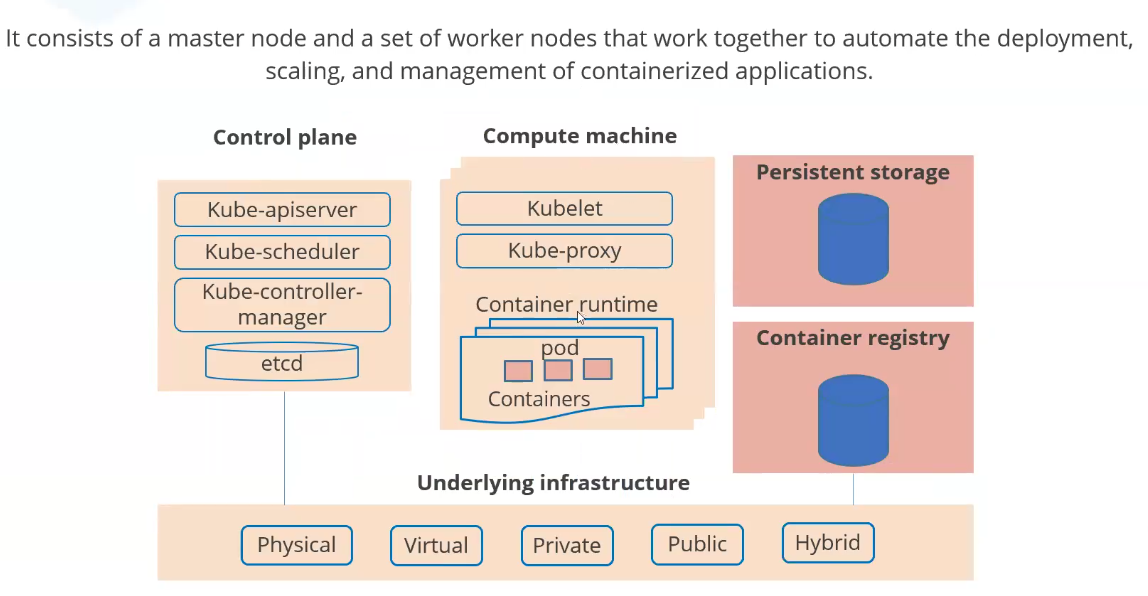 It consists of a master node and a set of worker nodes that work together to automate the deployment,
scaling, and management of containerized applications.
Control plane
Kube-apiserver
Kube-scheduler
Kube-controller-
manager
etcd
Compute machine
Kubelet
Kube-proxy
Container runtime
pod
Containers
Persistent storage
Container registry
Underlying infrastructure
Physical
Virtual
Private
Public
Hybrid